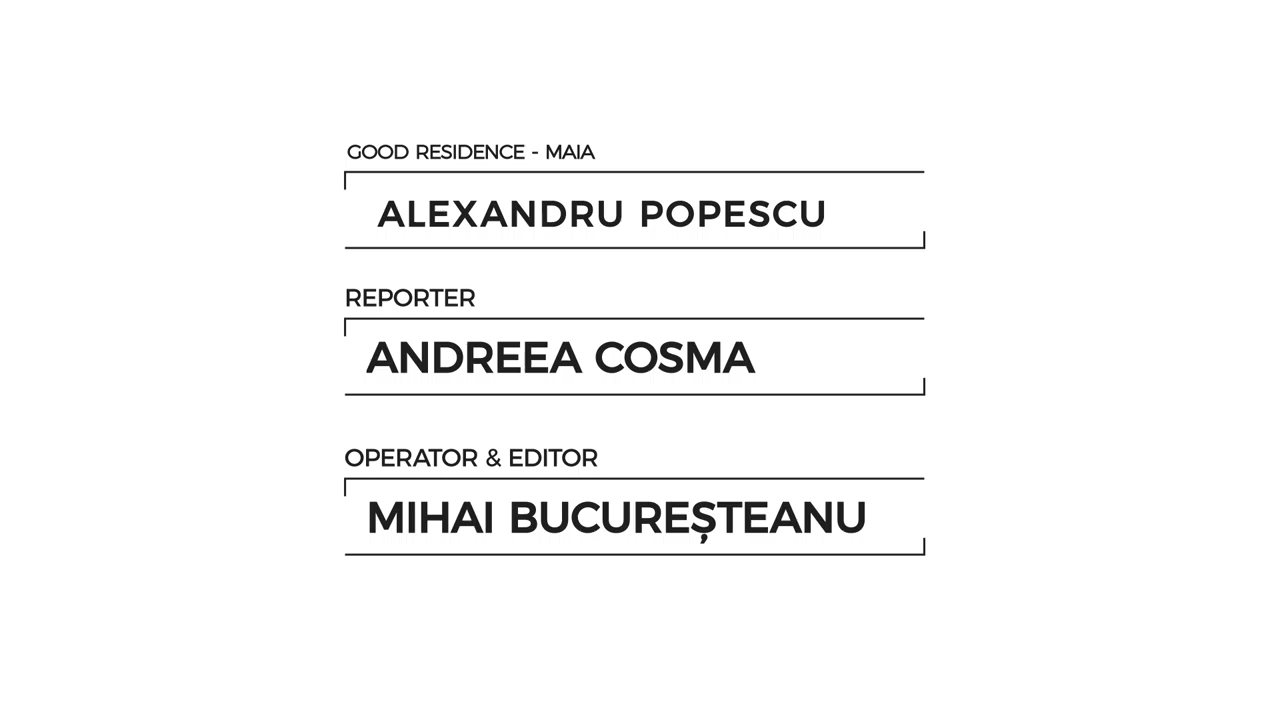 GOOD RESIDENCE - MAIA
ALEXANDRU POPESCU
REPORTER
ANDREEA COSMA
OPERATOR & EDITOR
MIHAI BUCUREȘTEANU